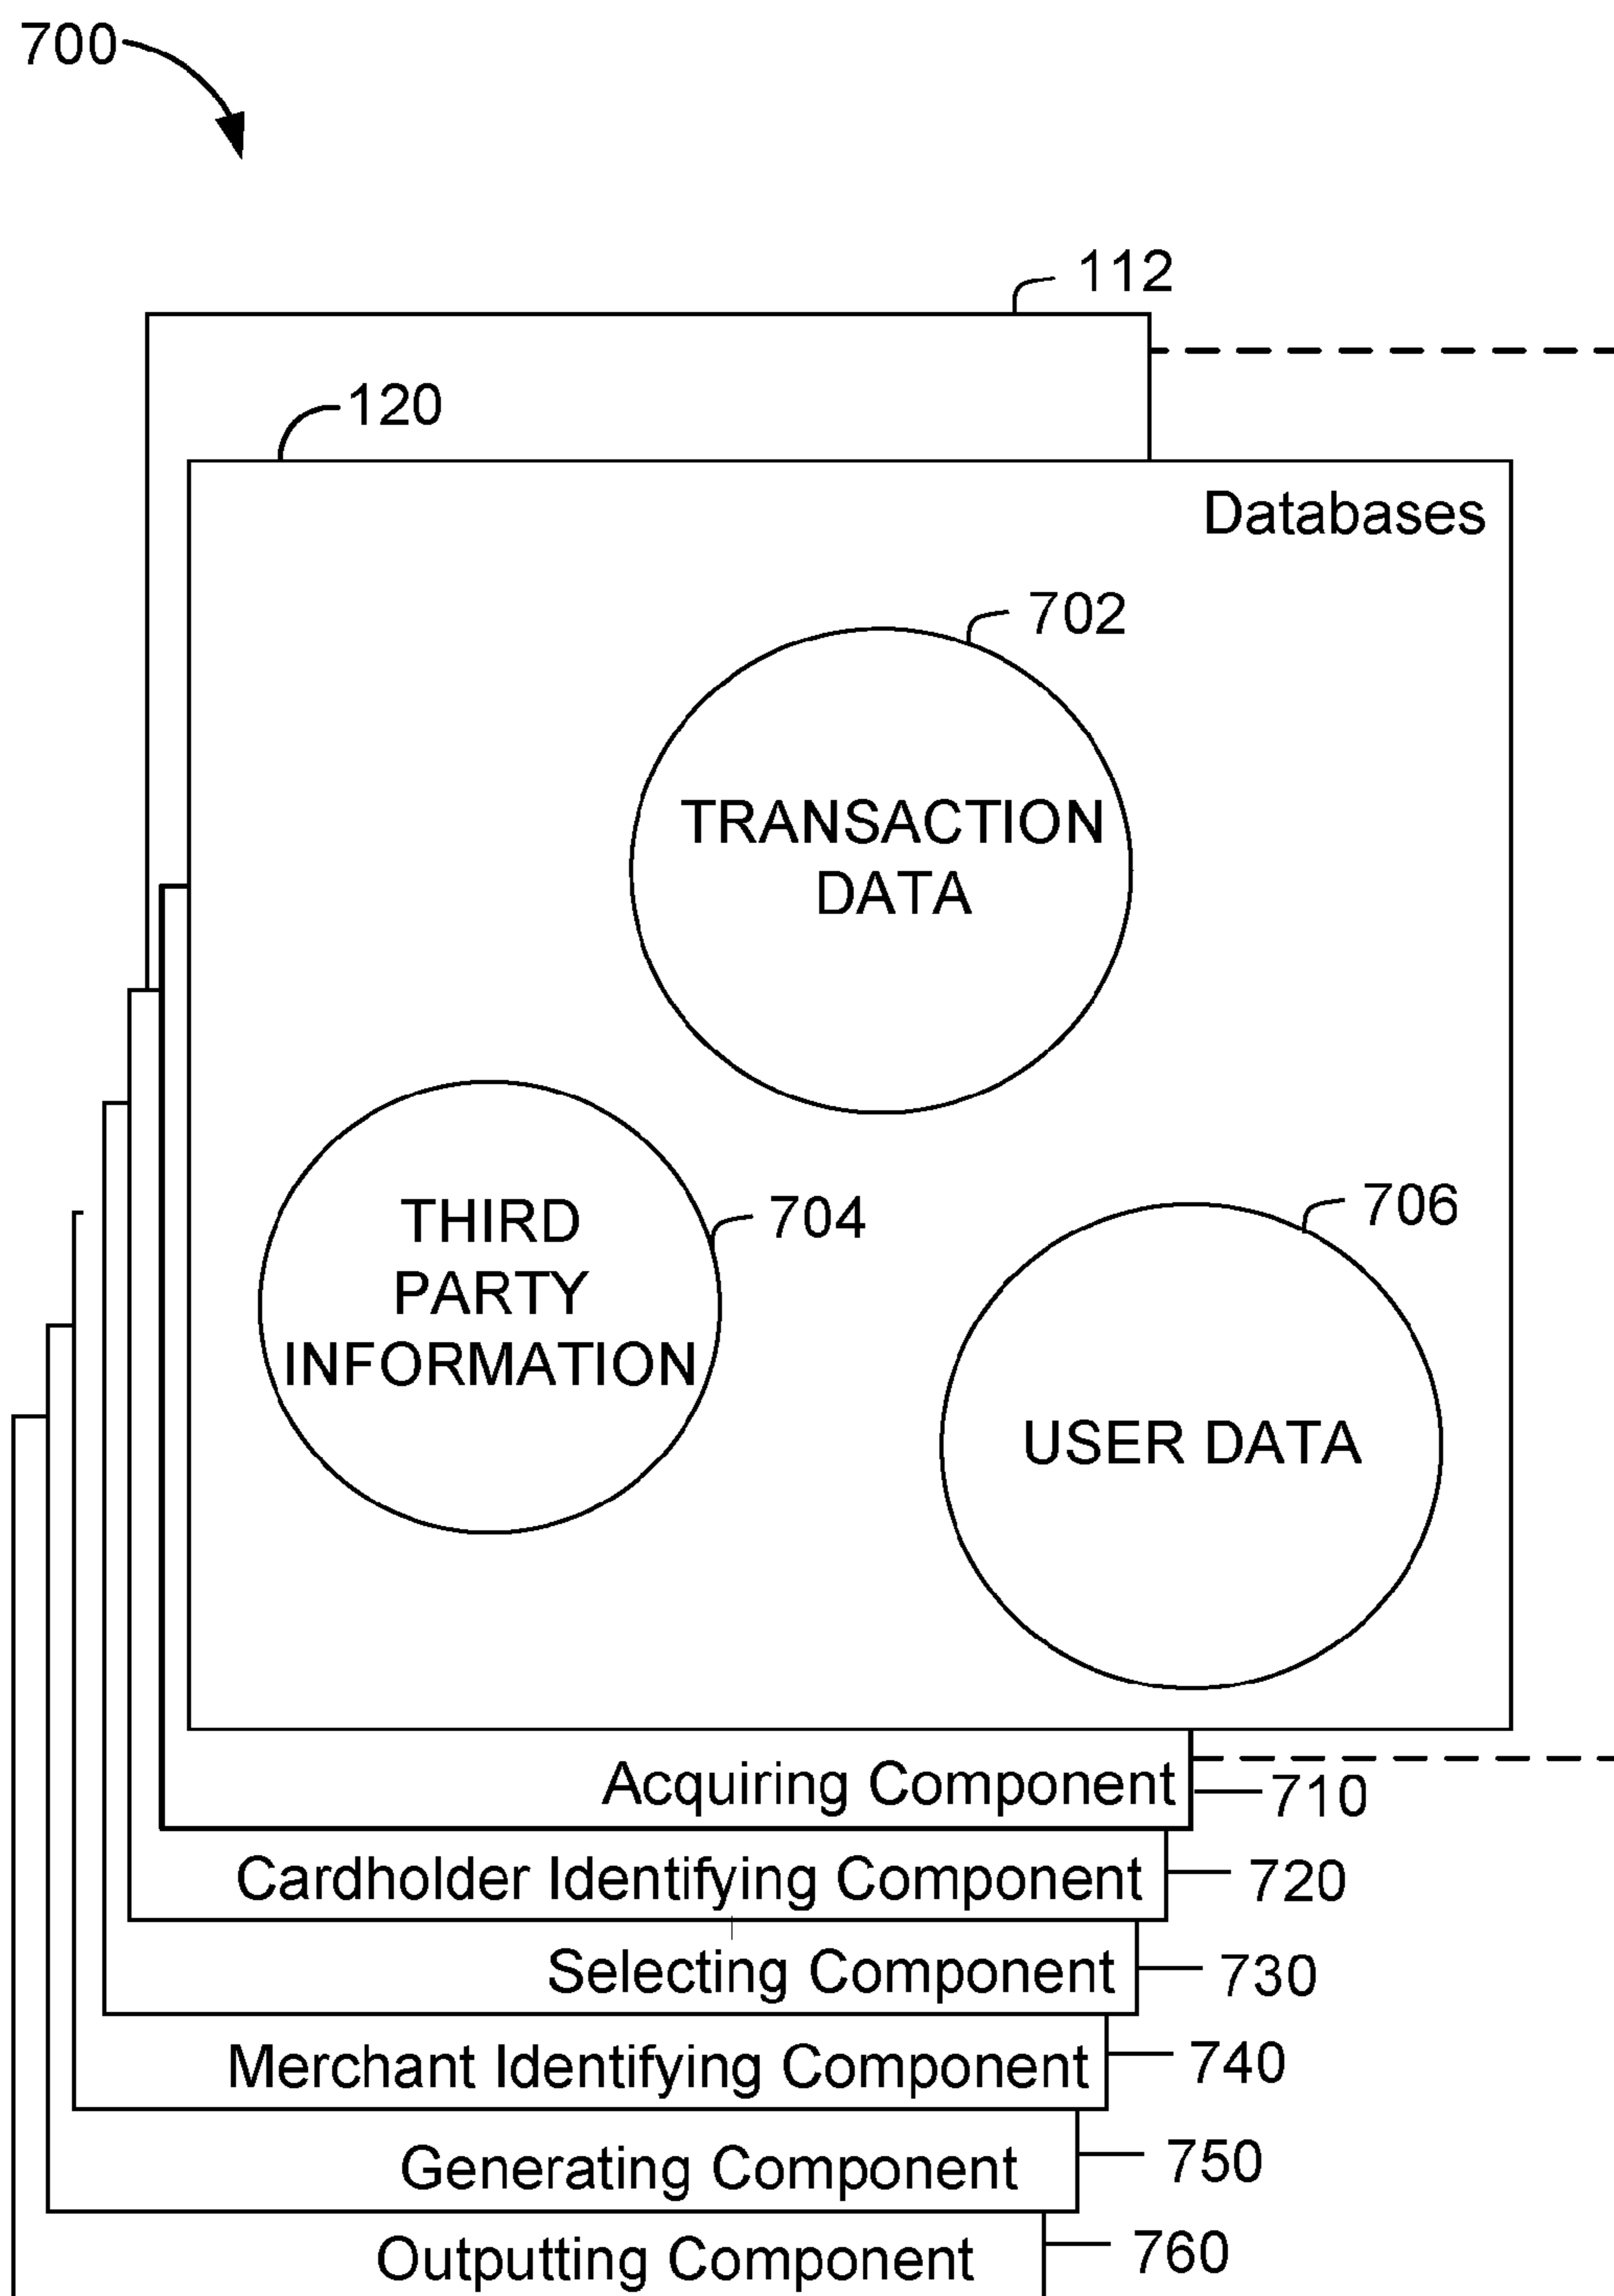 700
112
120
Databases
702
TRANSACTION
DATA
THIRD
PARTY
INFORMATION
704
706
USER DATA
Acquiring Component
710
Cardholder Identifying Component
720
Selecting Component
730
Merchant Identifying Component
740
Generating Component
750
Outputting Component
760